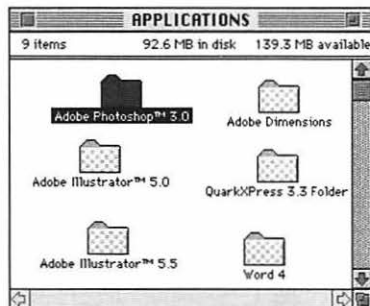 APPLICATIONS
9 items 92.6 MB in disk 139.3 MB available
Adobe Photoshop™ 3.0
Adobe Dimensions
Adobe Illustrator™ 5.0
QuarkXPress 3.3 Folder
Adobe Illustrator™ 5.5
Word 4